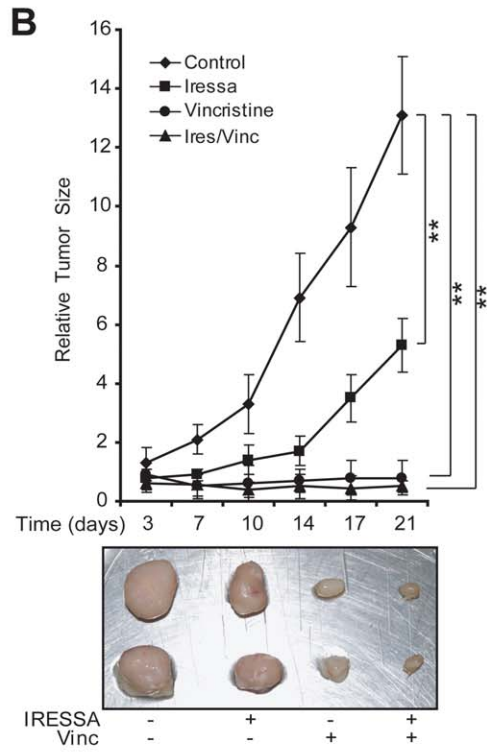 B
16
14
12
10
8
6
4
2
0
Relative Tumor Size
Control
Iressa
Vincristine
Ires/Vinc
**
**
**
Time (days) 3 7 10 14 17 21
IRESSA - + - +
Vinc - - + +